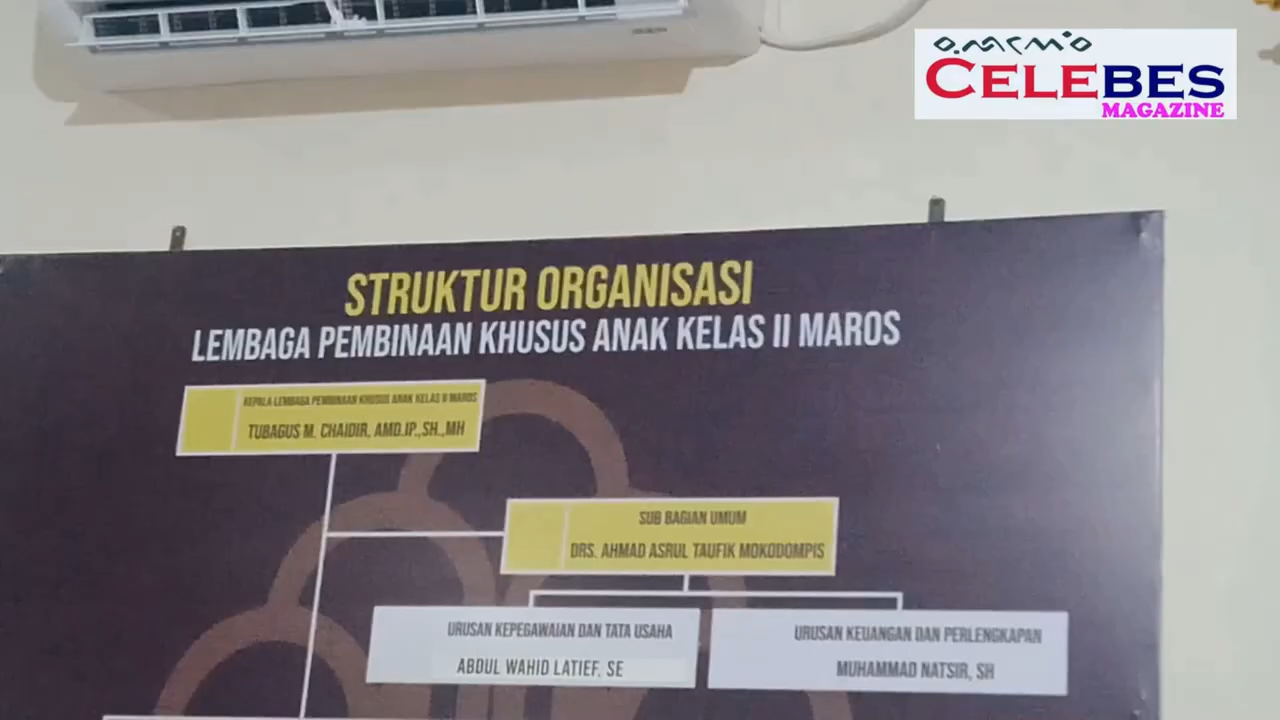 ᨔᨘᨒᨙᨅᨙᨔᨗ
CELEBES
MAGAZINE
STRUKTUR ORGANISASI
LEMBAGA PEMBINAAN KHUSUS ANAK KELAS II MAROS
KEPALA LEMBAGA PEMBINAAN KHUSUS ANAK KELAS II MAROS
TUBAGUS M. CHAIDIR, AMD.IP.,SH.,MH
SUB BAGIAN UMUM
DRS. AHMAD ASRUL TAUFIK MOKODOMPIS
URUSAN KEPEGAWAIAN DAN TATA USAHA
ABDUL WAHID LATIEF, SE
URUSAN KEUANGAN DAN PERLENGKAPAN
MUHAMMAD NATSIR, SH